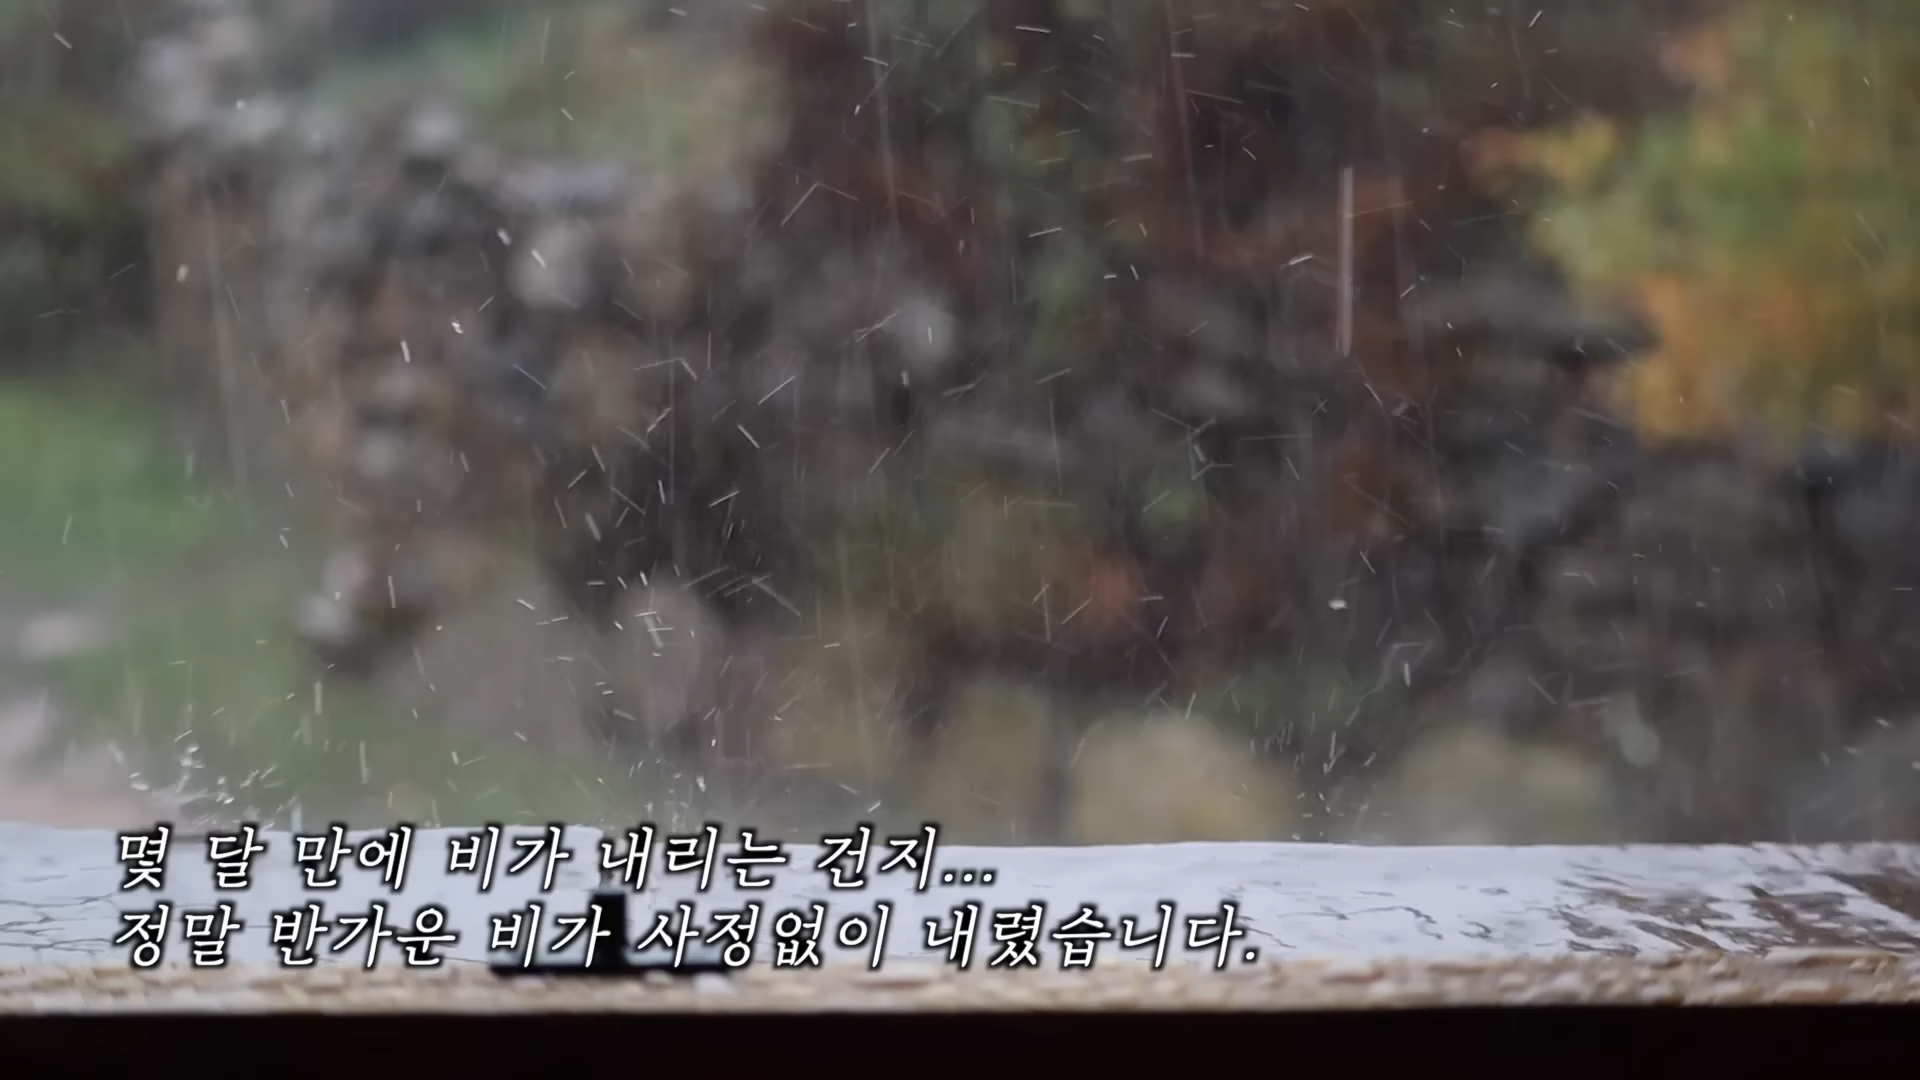 몇 달 만에 비가 내리는 건지...
정말 반가운 비가 사정없이 내렸습니다.